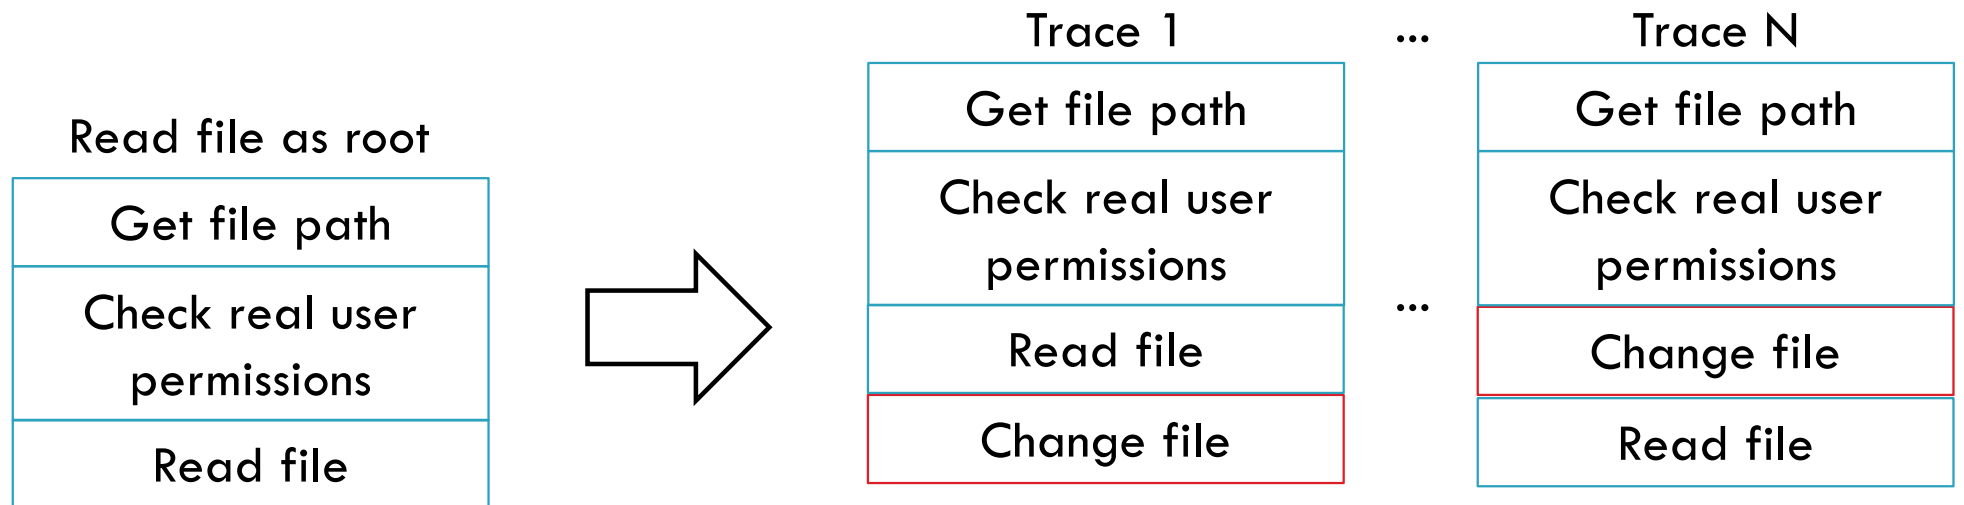 Read file as root
Get file path
Check real user
permissions
Read file
Trace 1
Get file path
Check real user
permissions
Read file
Change file
...
...
Trace N
Get file path
Check real user
permissions
Change file
Read file